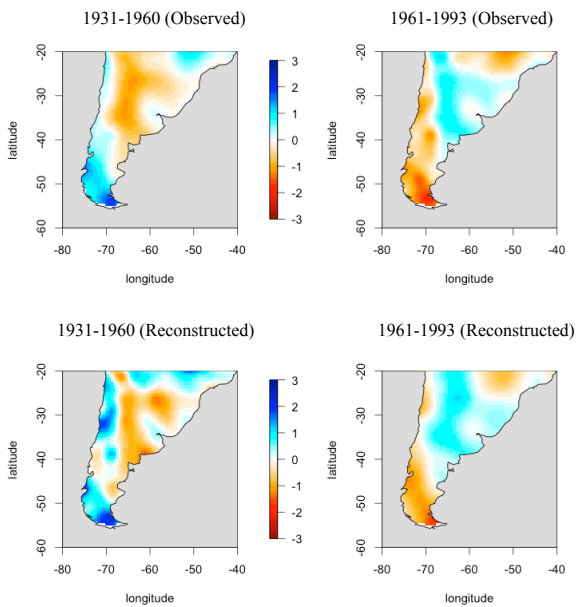 1931-1960 (Observed)
1961-1993 (Observed)
-20
-30
-40
-50
-60
latitude
-80 -70 -60 -50 -40
longitude
3
2
1
0
-1
-2
-3
-20
-30
-40
-50
-60
latitude
-80 -70 -60 -50 -40
longitude
1931-1960 (Reconstructed)
1961-1993 (Reconstructed)
-20
-30
-40
-50
-60
latitude
-80 -70 -60 -50 -40
longitude
3
2
1
0
-1
-2
-3
-20
-30
-40
-50
-60
latitude
-80 -70 -60 -50 -40
longitude